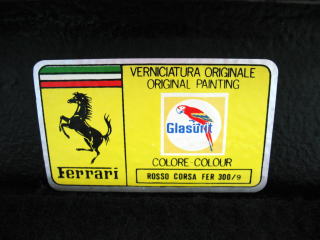 VERNICIATURA ORIGINALE
ORIGINAL PAINTING
Glasurit
COLORE-COLOUR
Ferrari
ROSSO CORSA FER 300/9